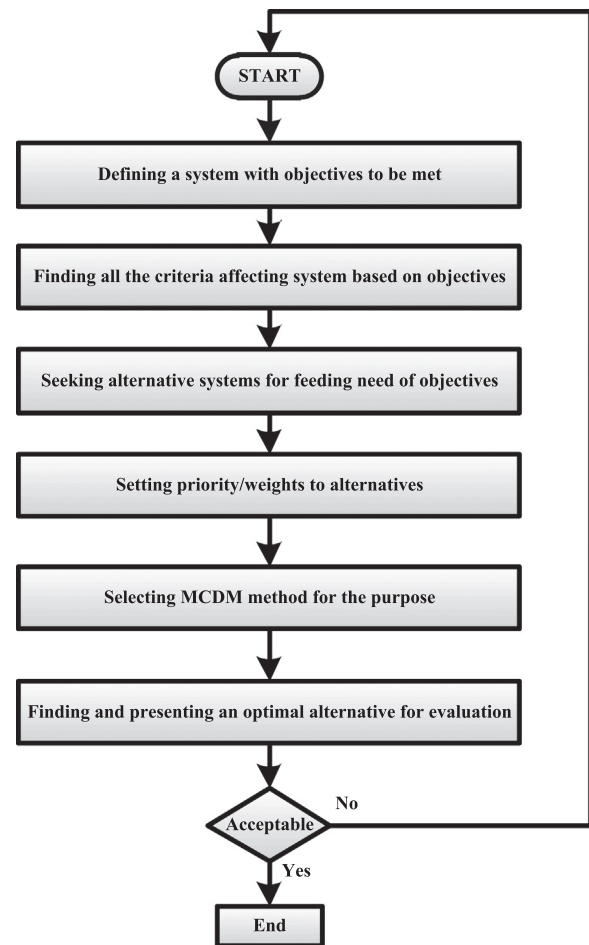 START
Defining a system with objectives to be met
Finding all the criteria affecting system based on objectives
Seeking alternative systems for feeding need of objectives
Setting priority/weights to alternatives
Selecting MCDM method for the purpose
Finding and presenting an optimal alternative for evaluation
No
Acceptable
Yes
End